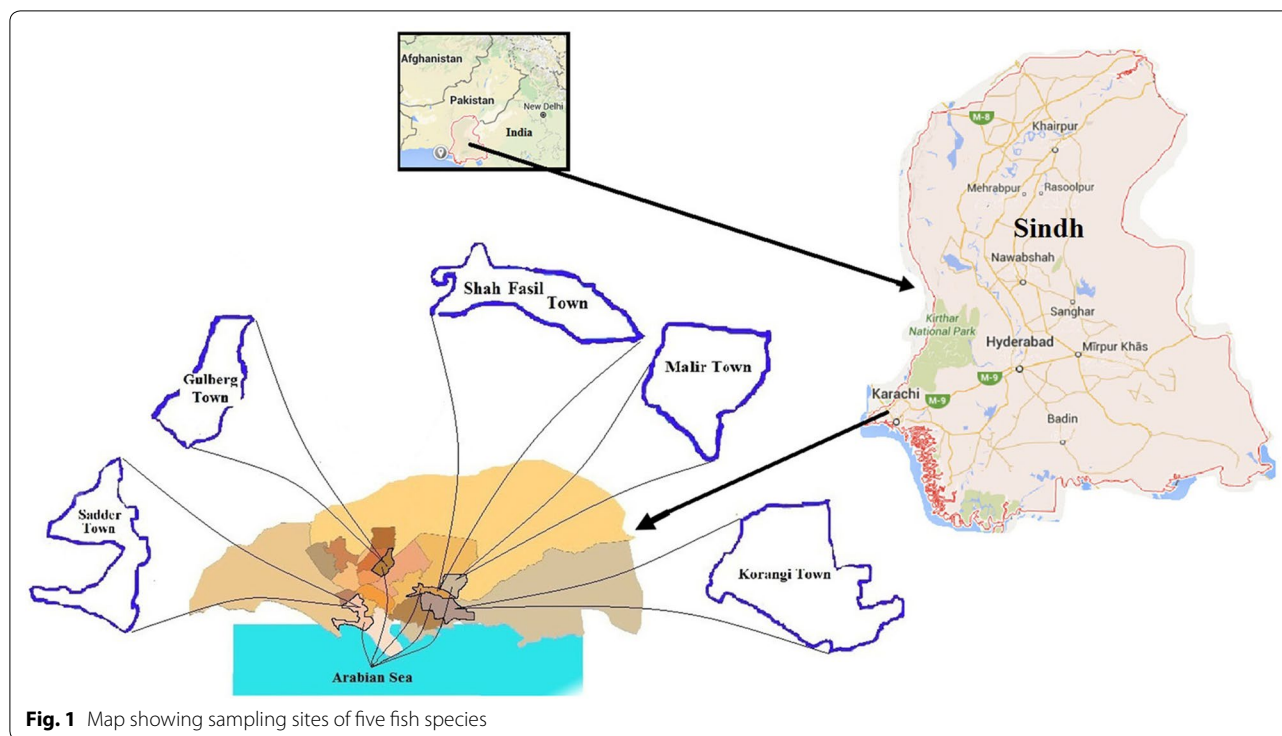 Afghanistan
Pakistan
New Delhi
India
M-8
Khairpur
Mehrabpur
Rasoolpur
Sindh
Nawabshah
Sanghar
Kirthar
National Park
Hyderabad
Mīrpur Khās
M-9
Karachi
M-9
Badin
Shah Fasil
Town
Gulberg
Town
Malir Town
Sadder
Town
Korangi Town
Arabian Sea
Fig. 1 Map showing sampling sites of five fish species